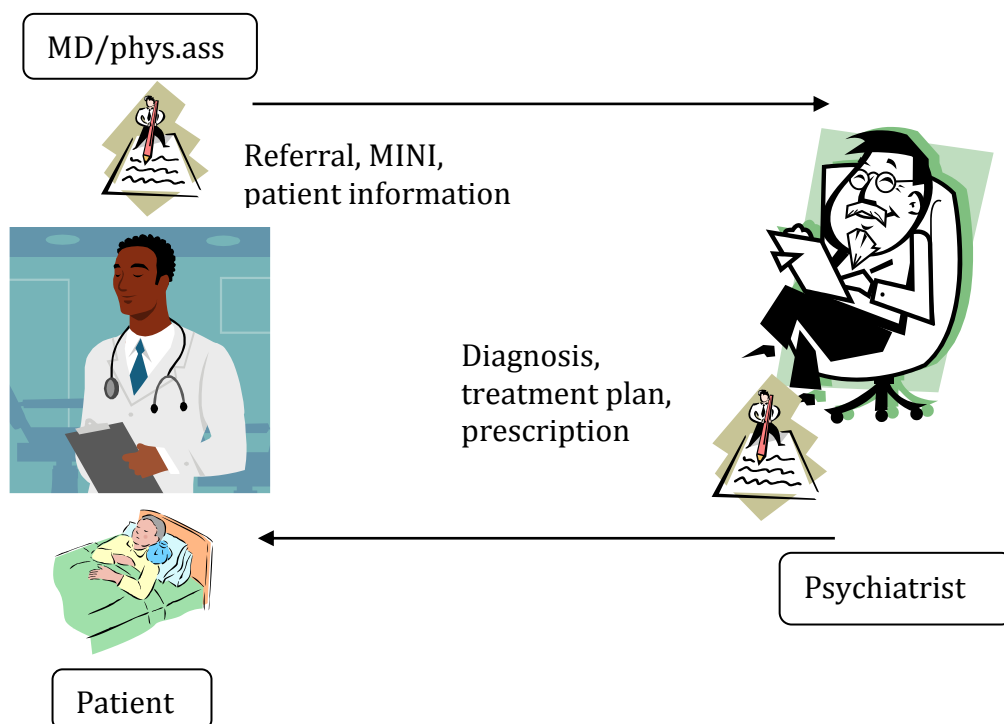 MD/phys.ass
Referral, MINI,
patient information
Diagnosis,
treatment plan,
prescription
Psychiatrist
Patient